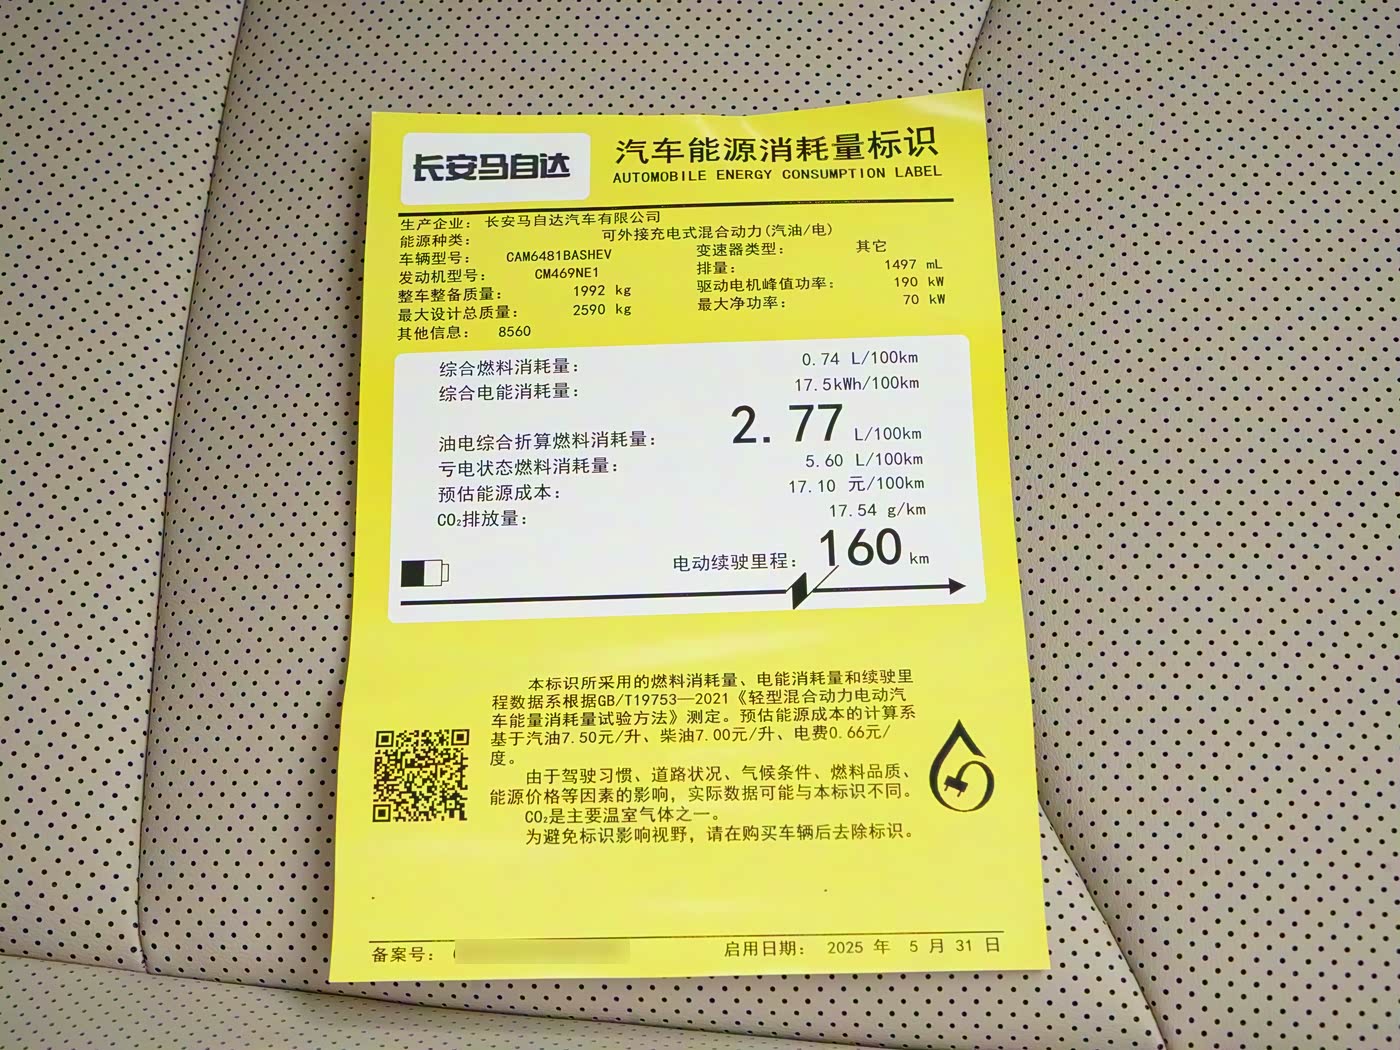 长安马自达
汽车能源消耗量标识
AUTOMOBILE ENERGY CONSUMPTION LABEL
生产企业： 长安马自达汽车有限公司
能源种类： 可外接充电式混合动力(汽油/电)
车辆型号： CAM6481BASHEV 变速器类型： 其它
发动机型号： CM469NE1 排量： 1497 mL
整车整备质量： 1992 kg 驱动电机峰值功率： 190 kW
最大设计总质量： 2590 kg 最大净功率： 70 kW
其他信息： 8560
综合燃料消耗量： 0.74 L/100km
综合电能消耗量： 17.5kWh/100km
油电综合折算燃料消耗量： 2.77 L/100km
亏电状态燃料消耗量： 5.60 L/100km
预估能源成本： 17.10 元/100km
CO₂排放量： 17.54 g/km
电动续驶里程： 160 km
本标识所采用的燃料消耗量、电能消耗量和续驶里
程数据系根据GB/T19753—2021《轻型混合动力电动汽
车能量消耗量试验方法》测定。预估能源成本的计算系
基于汽油7.50元/升、柴油7.00元/升、电费0.66元/
度。
由于驾驶习惯、道路状况、气候条件、燃料品质、
能源价格等因素的影响，实际数据可能与本标识不同。
CO₂是主要温室气体之一。
为避免标识影响视野，请在购买车辆后去除标识。
备案号： 启用日期： 2025 年 5 月 31 日